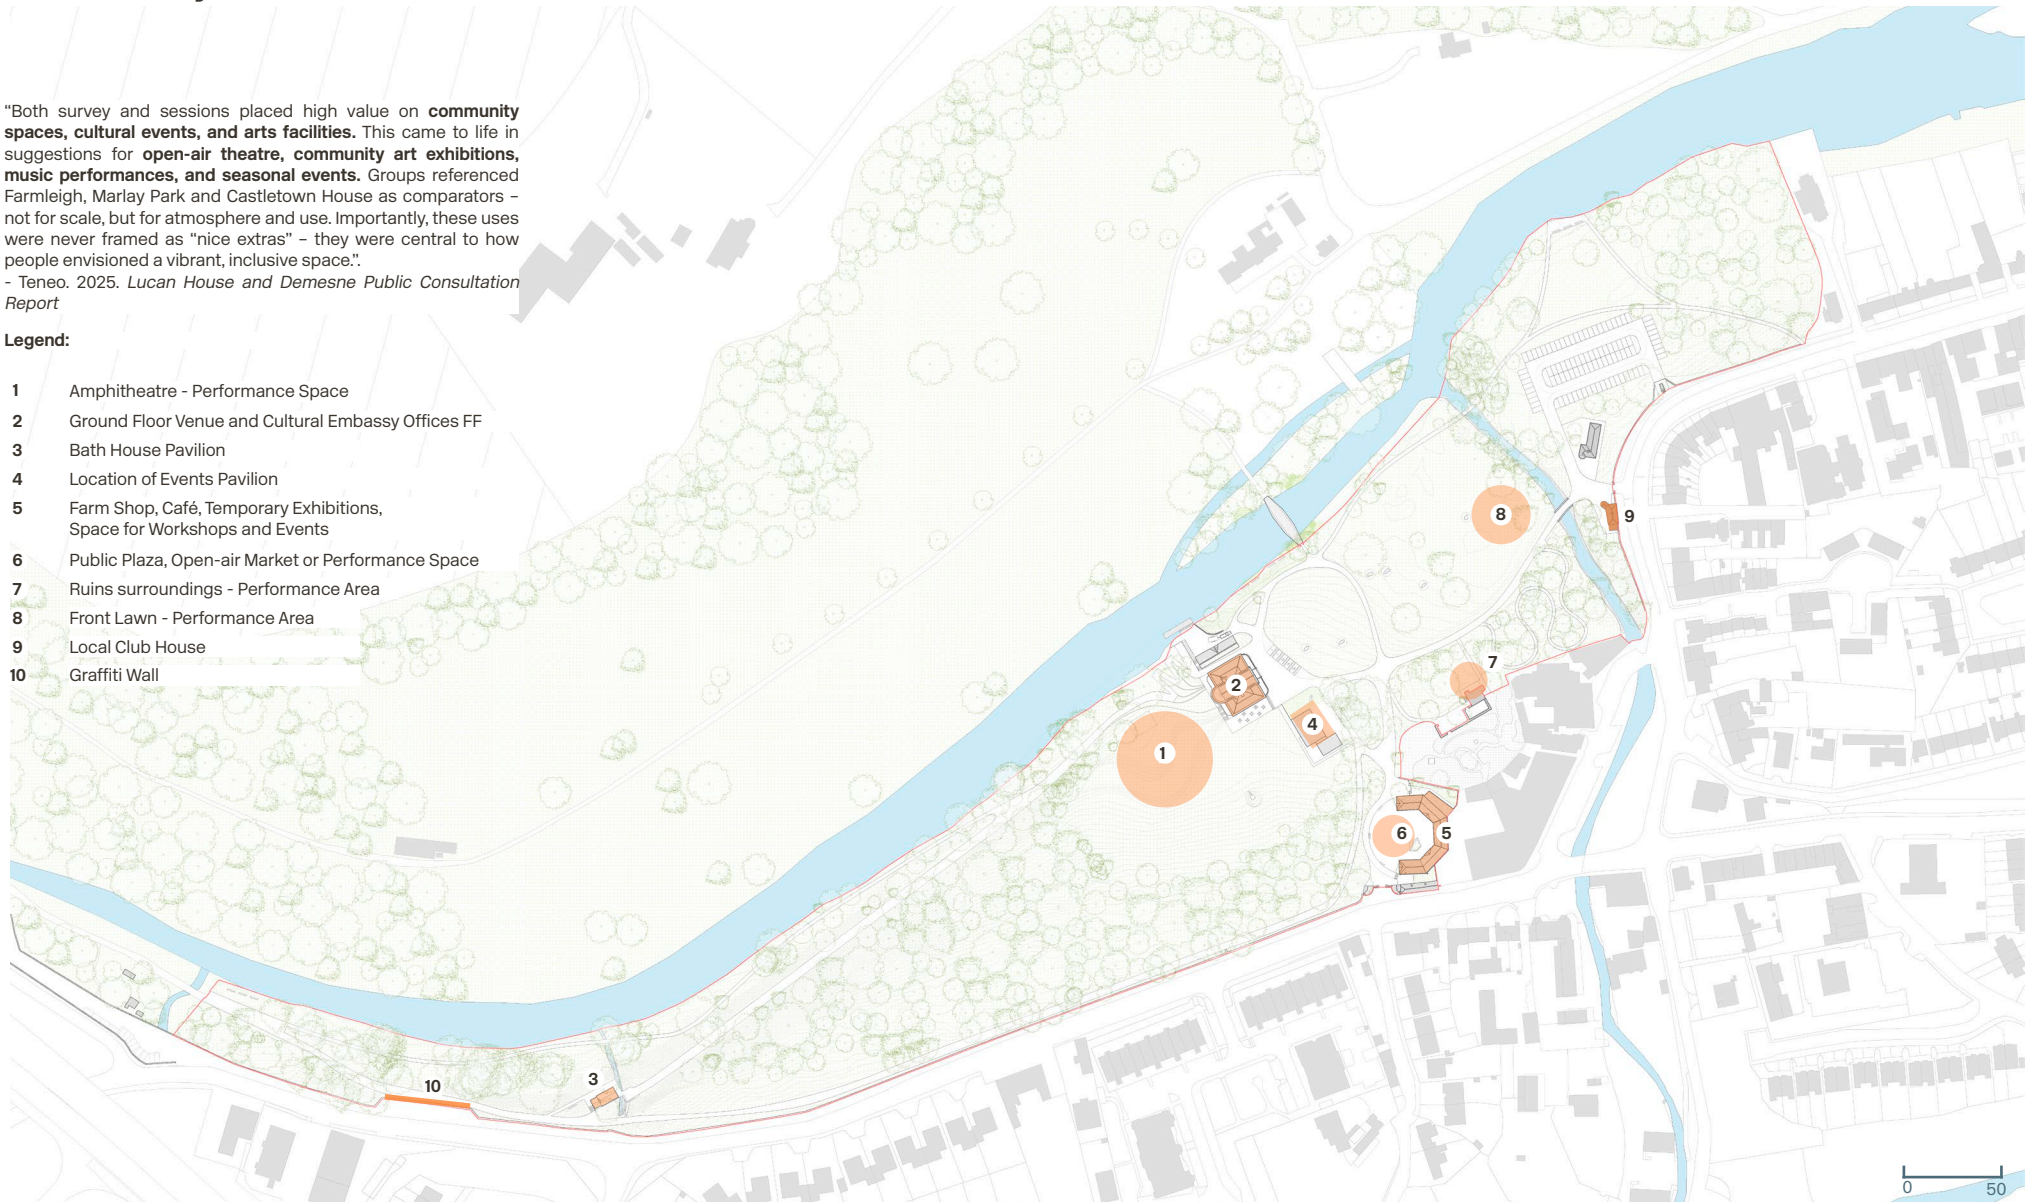 “Both survey and sessions placed high value on community
spaces, cultural events, and arts facilities. This came to life in
suggestions for open-air theatre, community art exhibitions,
music performances, and seasonal events. Groups referenced
Farmleigh, Marlay Park and Castletown House as comparators –
not for scale, but for atmosphere and use. Importantly, these uses
were never framed as “nice extras” – they were central to how
people envisioned a vibrant, inclusive space.”.
- Teneo. 2025. Lucan House and Demesne Public Consultation
Report
Legend:
1 Amphitheatre - Performance Space
2 Ground Floor Venue and Cultural Embassy Offices FF
3 Bath House Pavilion
4 Location of Events Pavilion
5 Farm Shop, Café, Temporary Exhibitions,
Space for Workshops and Events
6 Public Plaza, Open-air Market or Performance Space
7 Ruins surroundings - Performance Area
8 Front Lawn - Performance Area
9 Local Club House
10 Graffiti Wall
8
9
7
2
4
1
6
5
3
10
0 50